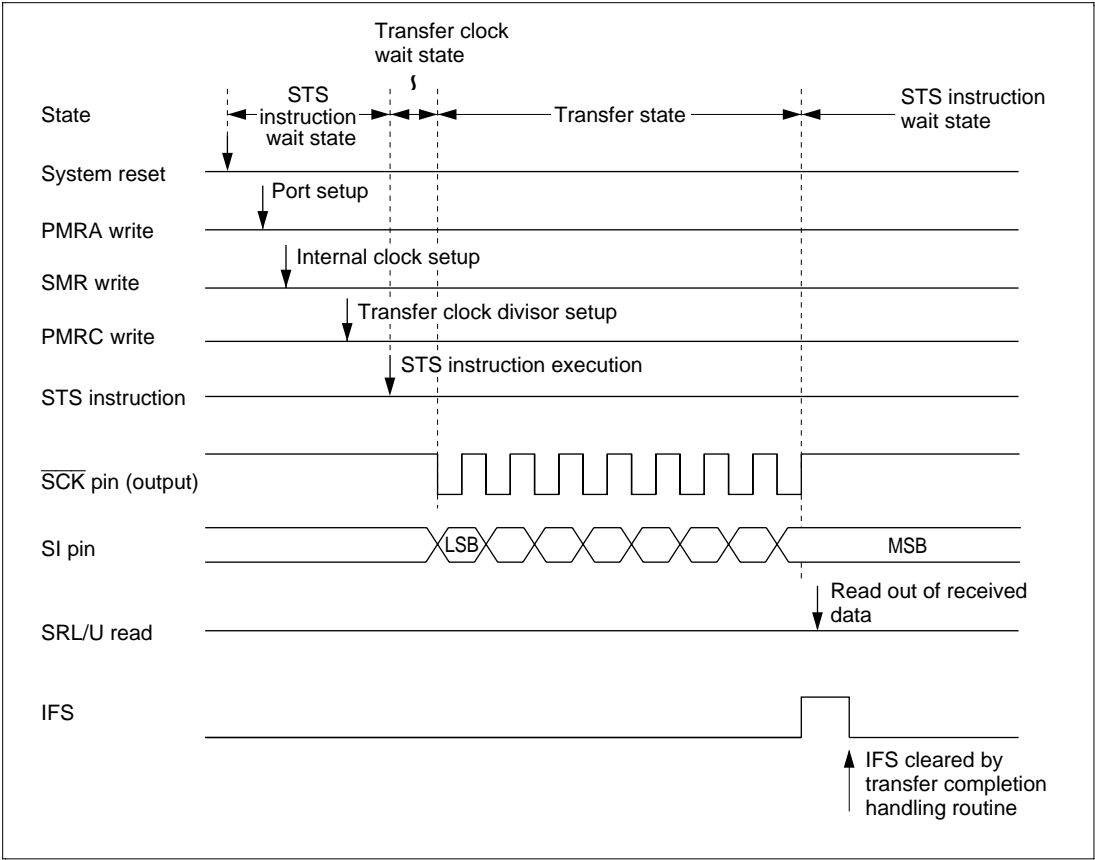 Transfer clock
wait state
State
STS
instruction
wait state
Transfer state
STS instruction
wait state
System reset
Port setup
PMRA write
Internal clock setup
SMR write
Transfer clock divisor setup
PMRC write
STS instruction execution
STS instruction
SCK pin (output)
SI pin
LSB
MSB
Read out of received
data
SRL/U read
IFS
IFS cleared by
transfer completion
handling routine